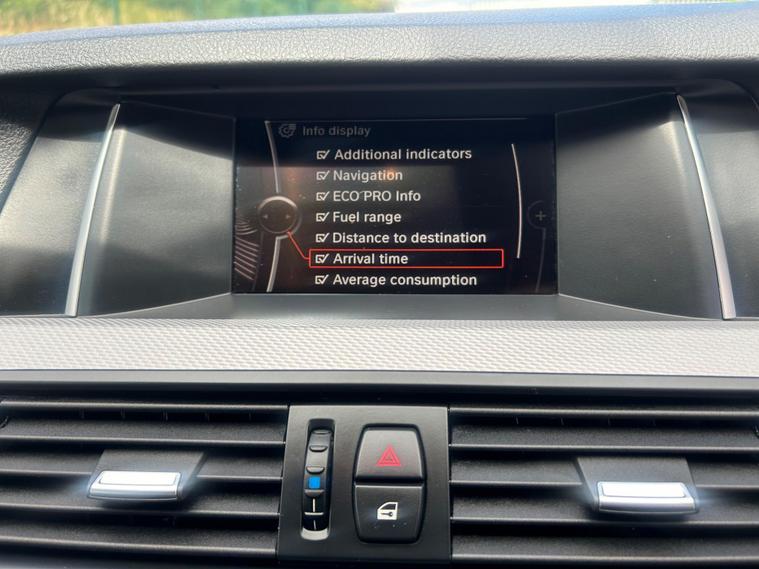 Info display
Additional indicators
Navigation
ECO PRO Info
Fuel range
Distance to destination
Arrival time
Average consumption